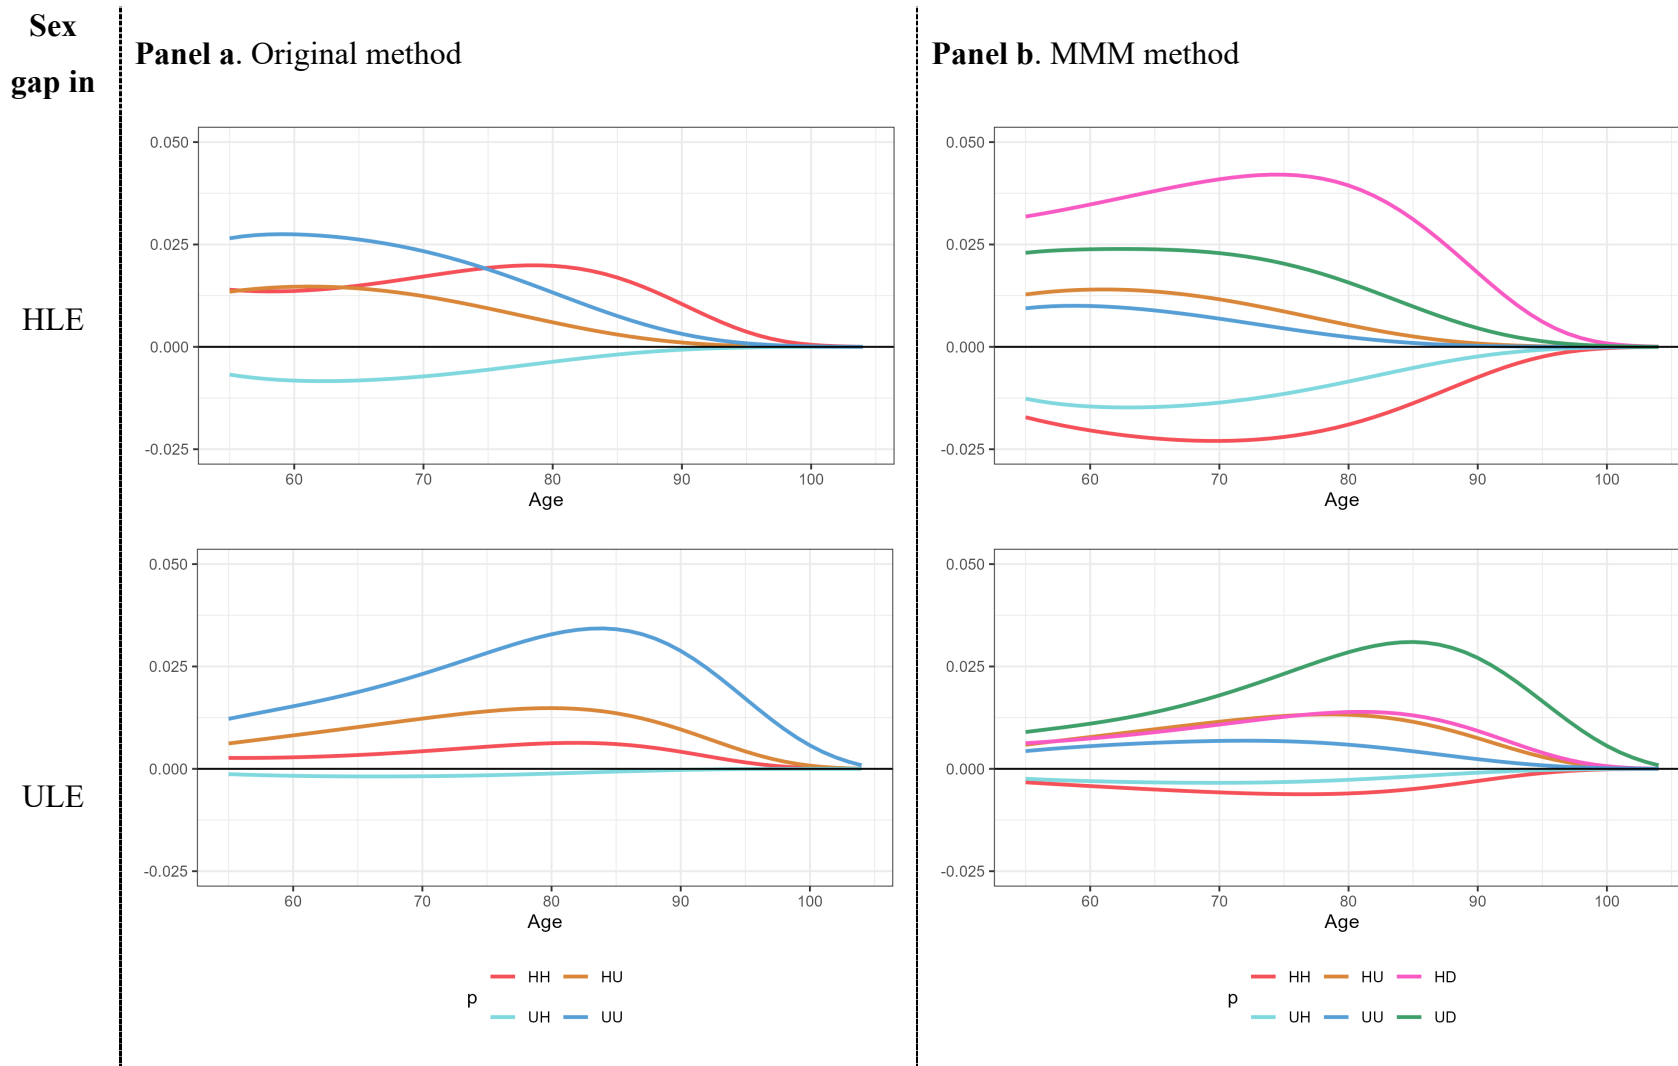 Sex
gap in
Panel a. Original method
Panel b. MMM method
HLE
0.050
0.025
0.000
-0.025
60 70 80 90 100
Age
0.050
0.025
0.000
-0.025
60 70 80 90 100
Age
ULE
0.050
0.025
0.000
-0.025
60 70 80 90 100
Age
0.050
0.025
0.000
-0.025
60 70 80 90 100
Age
p
HH HU
UH UU
p
HH HU HD
UH UU UD